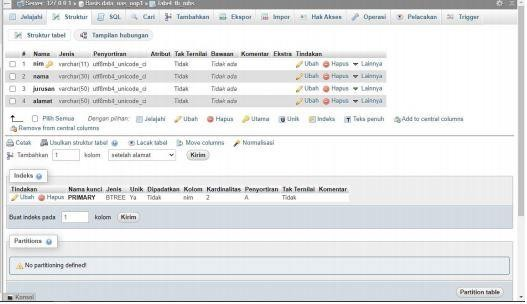 Server: 127.0.0.1 » Basis data: uas_uop1 » Tabel: tb_mhs
Jelajahi Struktur SQL Cari Tambahkan Ekspor Impor Hak Akses Operasi Pelacakan Trigger
Struktur tabel Tampilan hubungan
# Nama Jenis Penyortiran Atribut Tak Ternilai Bawaan Komentar Ekstra Tindakan
1 nim varchar(11) utf8mb4_unicode_ci Tidak Tidak ada Ubah Hapus Lainnya
2 nama varchar(30) utf8mb4_unicode_ci Tidak Tidak ada Ubah Hapus Lainnya
3 jurusan varchar(50) utf8mb4_unicode_ci Tidak Tidak ada Ubah Hapus Lainnya
4 alamat varchar(50) utf8mb4_unicode_ci Tidak Tidak ada Ubah Hapus Lainnya
Pilih Semua Dengan pilihan: Jelajahi Ubah Hapus Utama Unik Indeks Teks penuh Add to central columns
Remove from central columns
Cetak Usulkan struktur tabel Lacak tabel Move columns Normalisasi
Tambahkan 1 kolom setelah alamat Kirim
Indeks
Tindakan Nama kunci Jenis Unik Dipadatkan Kolom Kardinalitas Penyortiran Tak Ternilai Komentar
Ubah Hapus PRIMARY BTREE Ya Tidak nim 2 A Tidak
Buat indeks pada 1 kolom Kirim
Partitions
No partitioning defined!
Partition table
Konsol